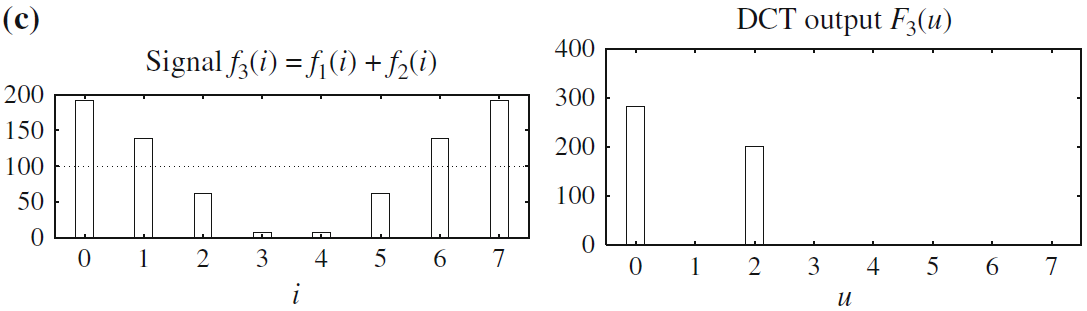 (c)
Signal f₃(i) = f₁(i) + f₂(i)
200
150
100
50
0
0 1 2 3 4 5 6 7
i
DCT output F₃(u)
400
300
200
100
0
0 1 2 3 4 5 6 7
u